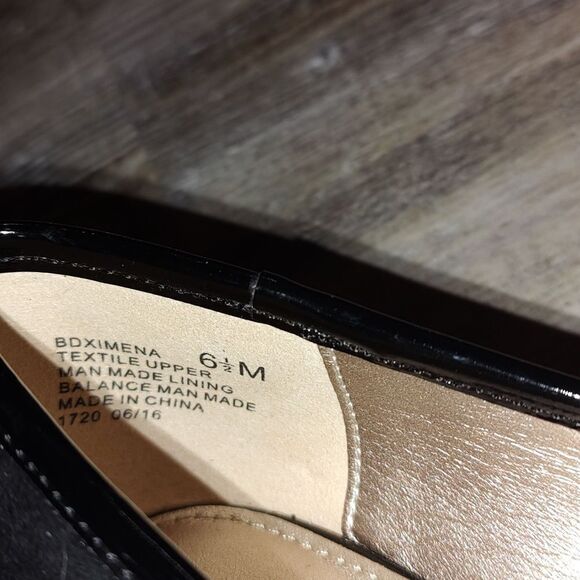 BDXIMENA 6½M
TEXTILE UPPER
MAN MADE LINING
BALANCE MAN MADE
MADE IN CHINA
1720 06/16